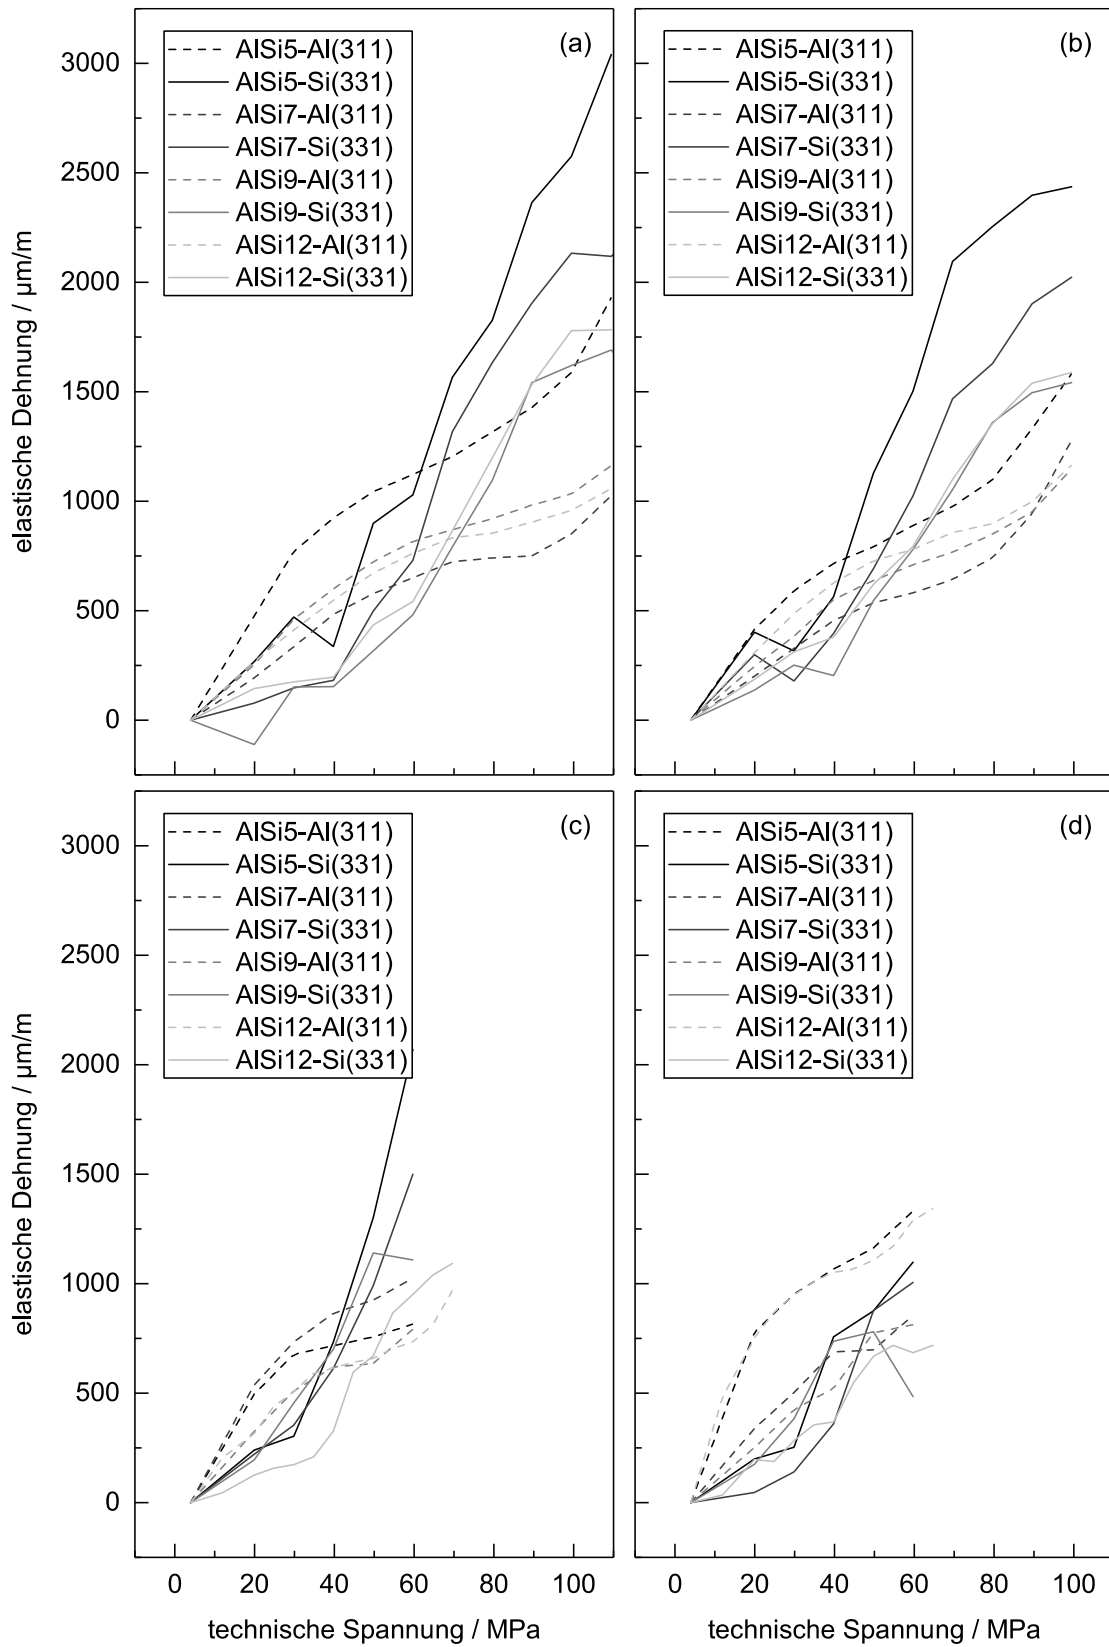 (a)
AlSi5-Al(311)
AlSi5-Si(331)
AlSi7-Al(311)
AlSi7-Si(331)
AlSi9-Al(311)
AlSi9-Si(331)
AlSi12-Al(311)
AlSi12-Si(331)
3000
2500
2000
1500
1000
500
0
elastische Dehnung / µm/m
(b)
AlSi5-Al(311)
AlSi5-Si(331)
AlSi7-Al(311)
AlSi7-Si(331)
AlSi9-Al(311)
AlSi9-Si(331)
AlSi12-Al(311)
AlSi12-Si(331)
(c)
AlSi5-Al(311)
AlSi5-Si(331)
AlSi7-Al(311)
AlSi7-Si(331)
AlSi9-Al(311)
AlSi9-Si(331)
AlSi12-Al(311)
AlSi12-Si(331)
3000
2500
2000
1500
1000
500
0
elastische Dehnung / µm/m
0 20 40 60 80 100
technische Spannung / MPa
(d)
AlSi5-Al(311)
AlSi5-Si(331)
AlSi7-Al(311)
AlSi7-Si(331)
AlSi9-Al(311)
AlSi9-Si(331)
AlSi12-Al(311)
AlSi12-Si(331)
0 20 40 60 80 100
technische Spannung / MPa